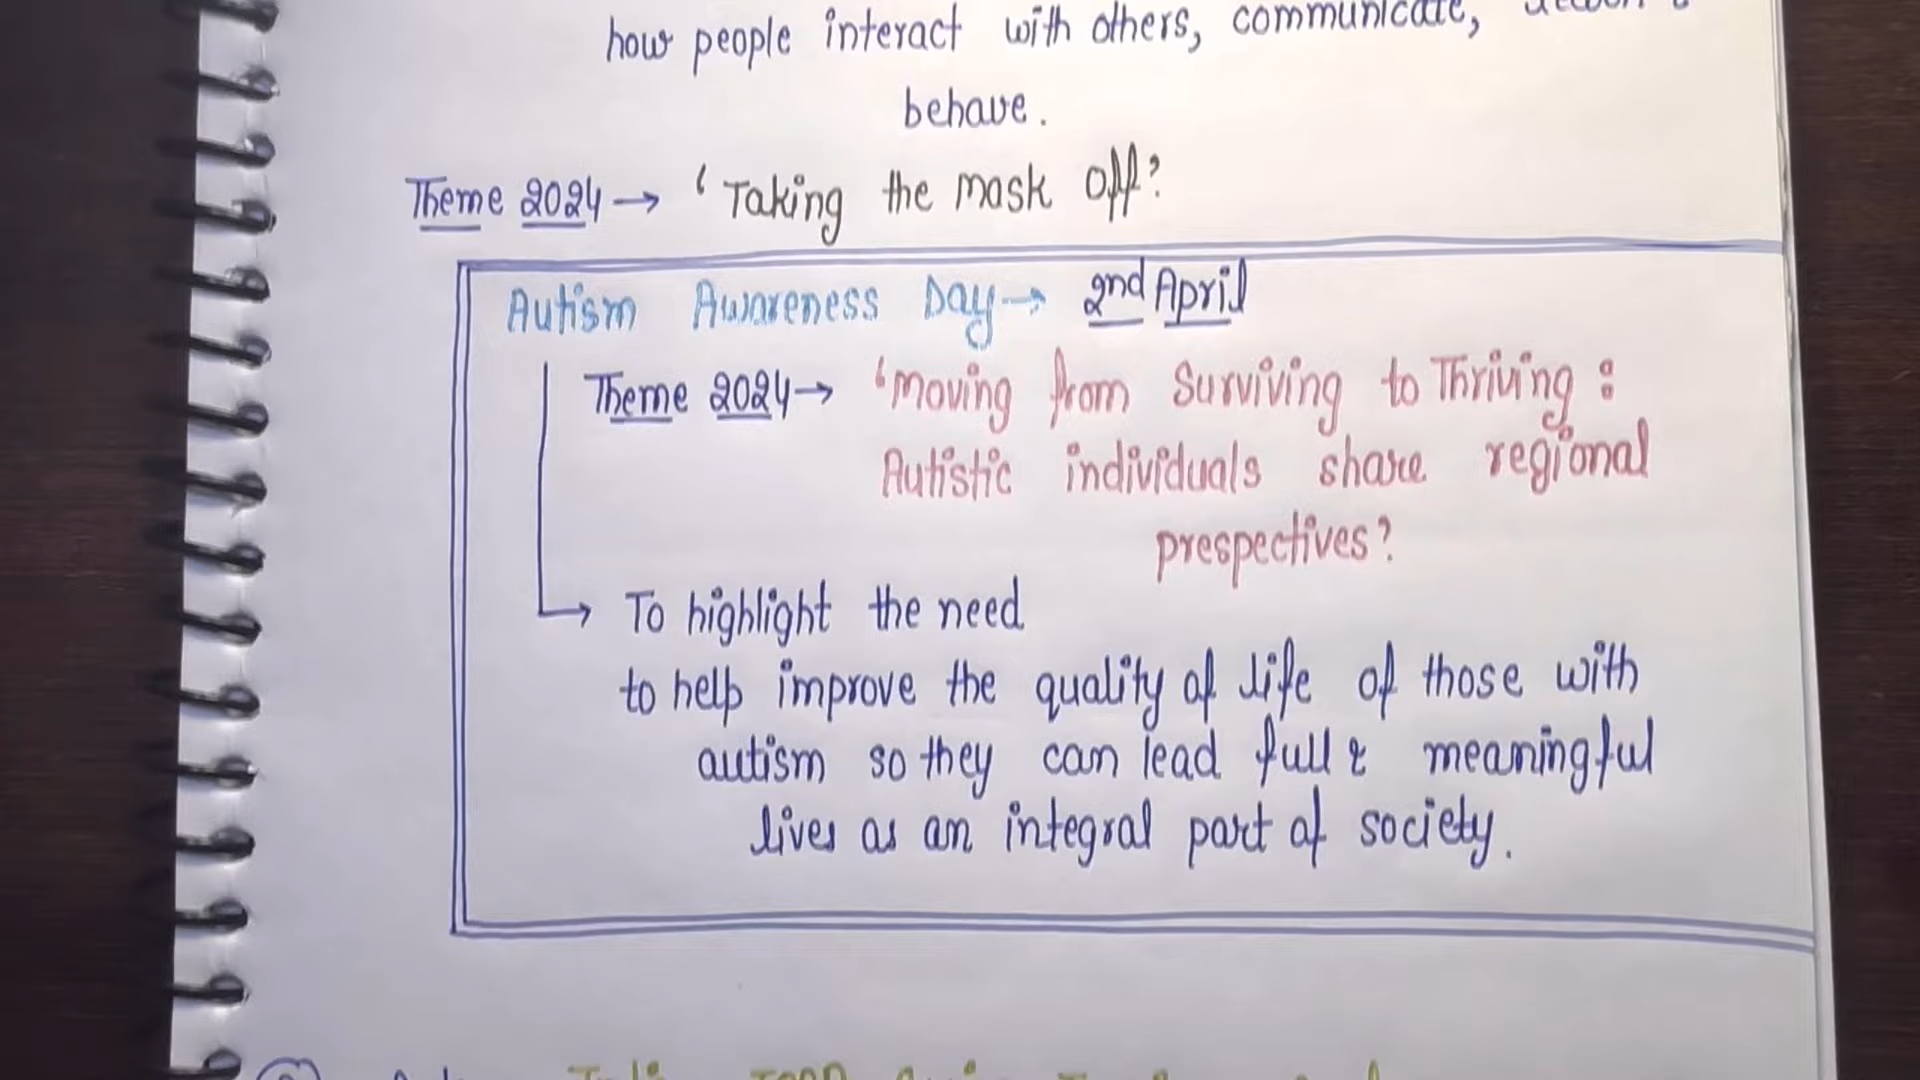 how people interact with others, communicate,
behave.
Theme 2024 → ‘Taking the mask off’
Autism Awareness Day → 2nd April
Theme 2024 → ‘Moving from Surviving to Thriving :
Autistic individuals share regional
prespectives’
→ To highlight the need
to help improve the quality of life of those with
autism so they can lead full & meaningful
lives as an integral part of society.